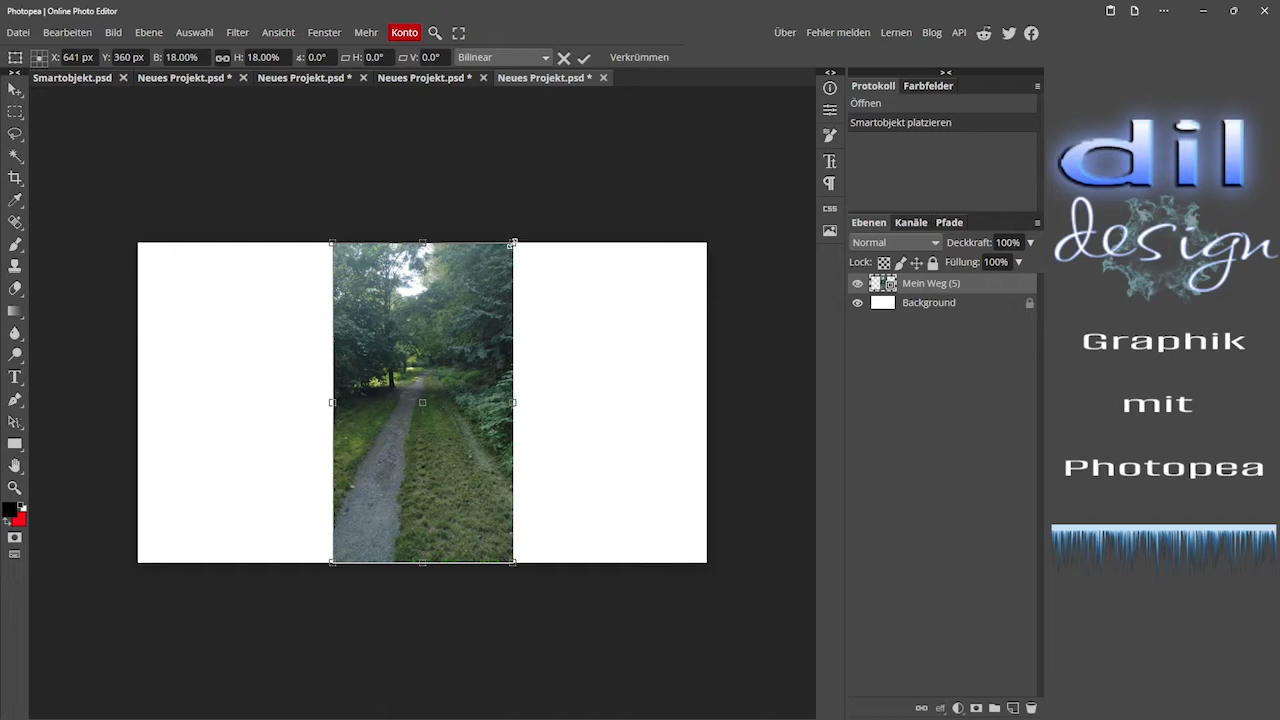 Photopea | Online Photo Editor
Datei Bearbeiten Bild Ebene Auswahl Filter Ansicht Fenster Mehr Konto
Über Fehler melden Lernen Blog API
X: 641 px Y: 360 px B: 18.00% H: 18.00% 0.0° H: 0.0° V: 0.0° Bilinear Verkrümmen
Smartobjekt.psd Neues Projekt.psd * Neues Projekt.psd * Neues Projekt.psd * Neues Projekt.psd *
Protokoll Farbfelder
Öffnen
Smartobjekt platzieren
CSS
Ebenen Kanäle Pfade
Normal Deckkraft: 100%
Lock: Füllung: 100%
Mein Weg (5)
Background
eff
dil
design
Graphik
mit
Photopea